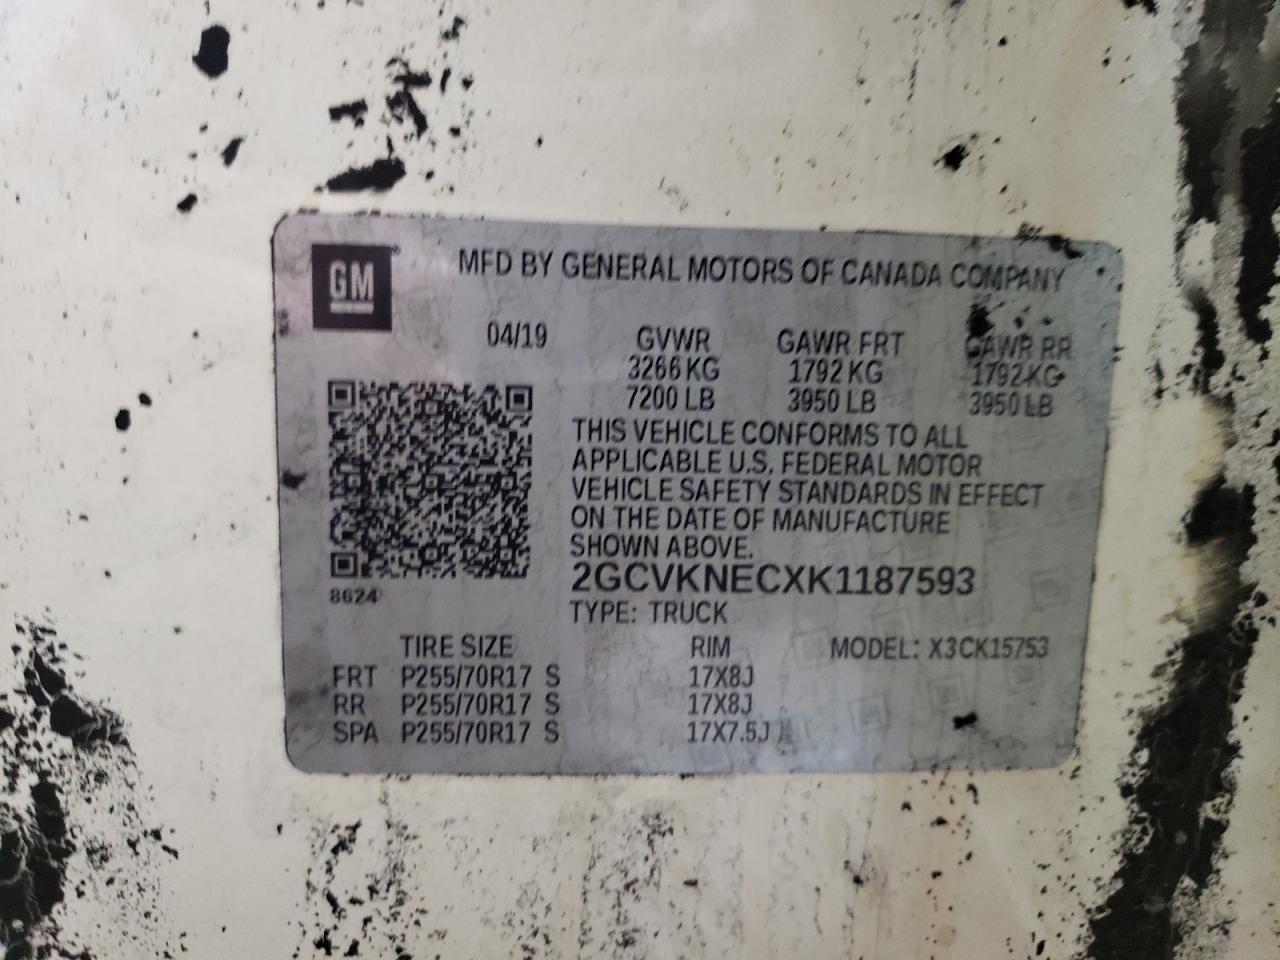 GM
MFD BY GENERAL MOTORS OF CANADA COMPANY
04/19 GVWR GAWR FRT GAWR RR
3266 KG 1792 KG 1792 KG
7200 LB 3950 LB 3950 LB
THIS VEHICLE CONFORMS TO ALL
APPLICABLE U.S. FEDERAL MOTOR
VEHICLE SAFETY STANDARDS IN EFFECT
ON THE DATE OF MANUFACTURE
SHOWN ABOVE.
2GCVKNECXK1187593
8624
TYPE: TRUCK
TIRE SIZE RIM MODEL: X3CK15753
FRT P255/70R17 S 17X8J
RR P255/70R17 S 17X8J
SPA P255/70R17 S 17X7.5J